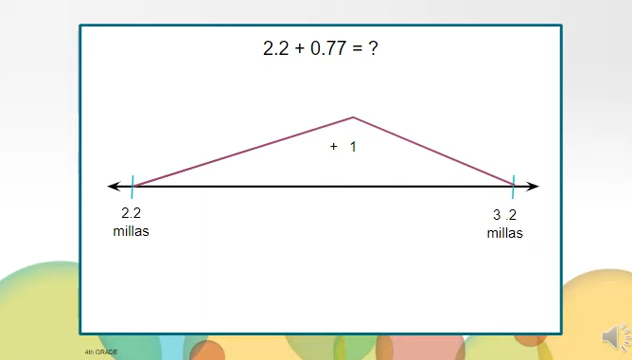 2.2 + 0.77 = ?
+ 1
2.2
millas
3 .2
millas
4th GRADE